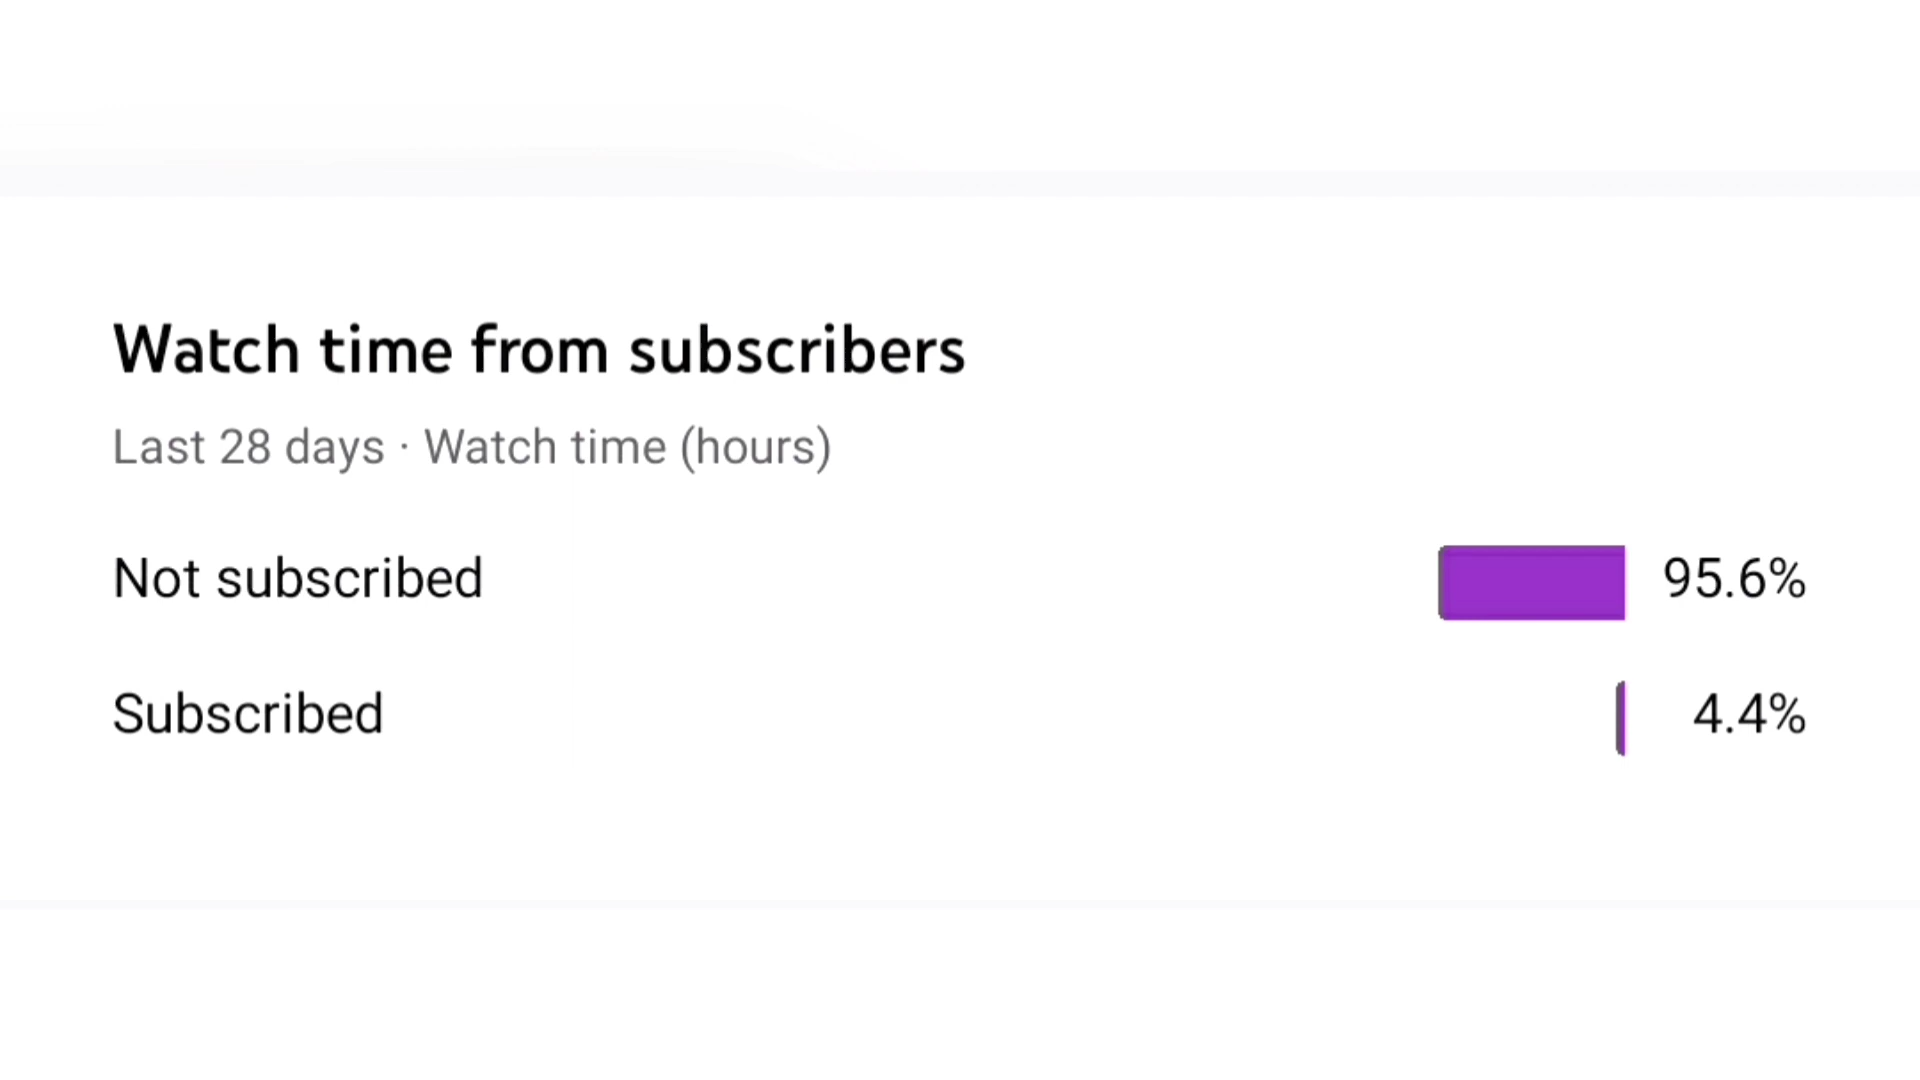 Watch time from subscribers
Last 28 days · Watch time (hours)
Not subscribed 95.6%
Subscribed 4.4%